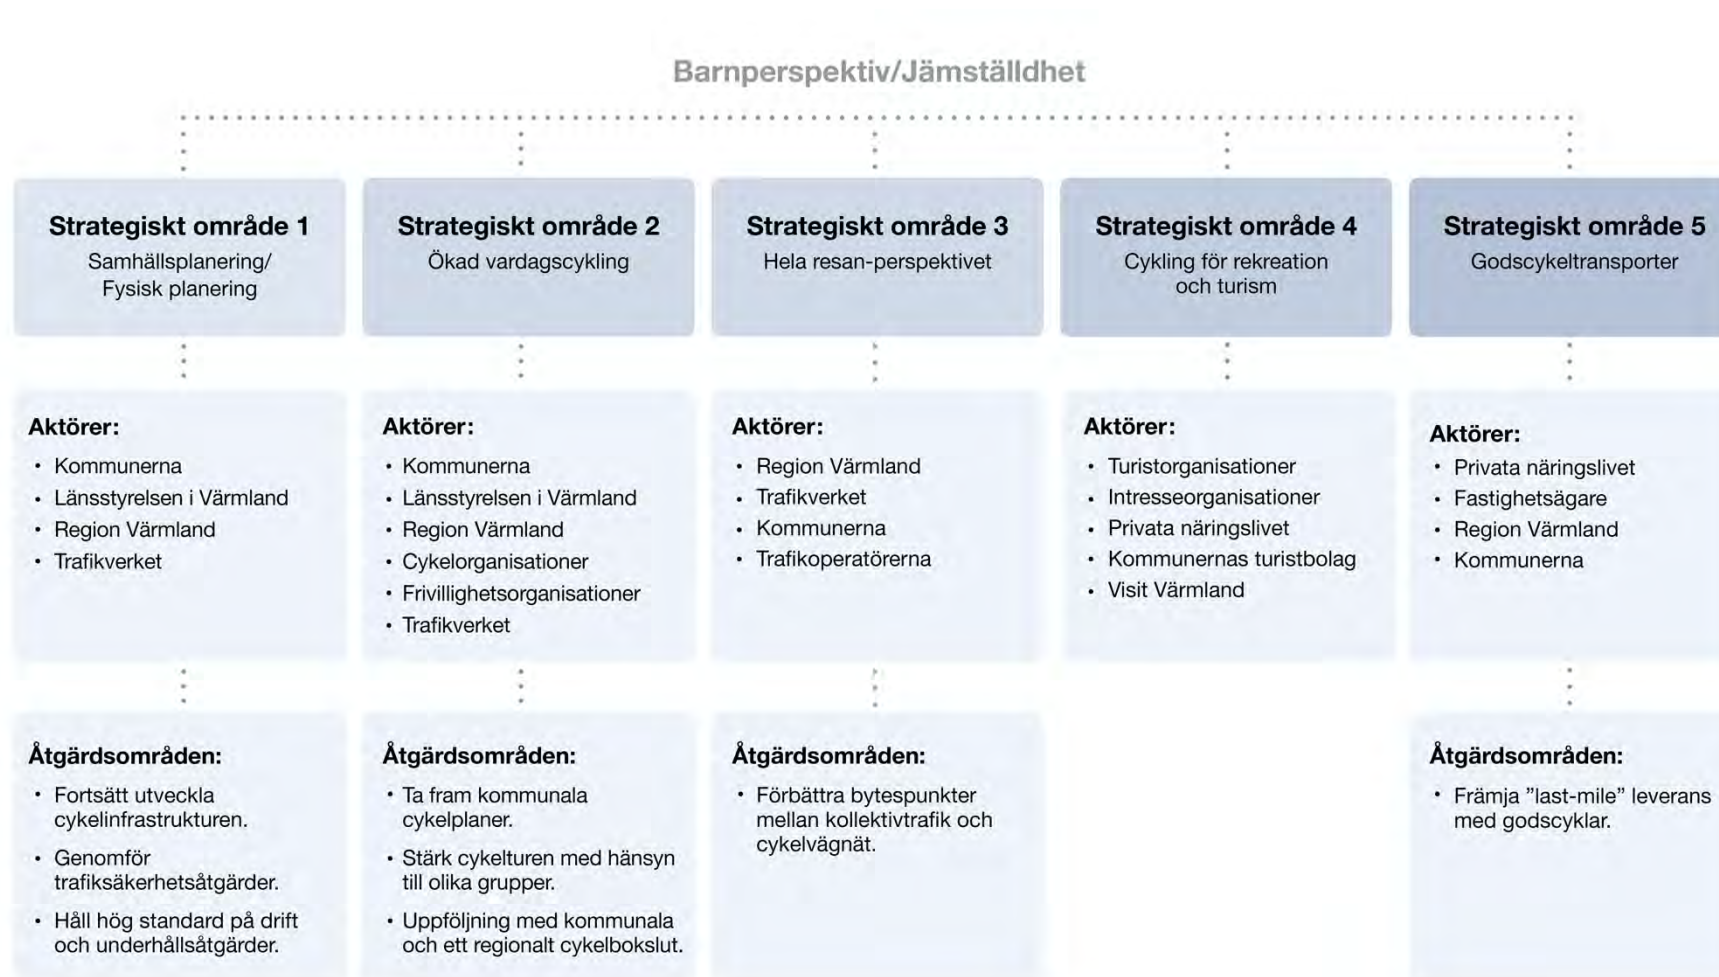 Barnperspektiv/Jämställdhet
Strategiskt område 1
Samhällsplanering/
Fysisk planering
Strategiskt område 2
Ökad vardagscykling
Strategiskt område 3
Hela resan-perspektivet
Strategiskt område 4
Cykling för rekreation
och turism
Strategiskt område 5
Godscykeltransporter
Aktörer:
• Kommunerna
• Länsstyrelsen i Värmland
• Region Värmland
• Trafikverket
Aktörer:
• Kommunerna
• Länsstyrelsen i Värmland
• Region Värmland
• Cykelorganisationer
• Frivillighetsorganisationer
• Trafikverket
Aktörer:
• Region Värmland
• Trafikverket
• Kommunerna
• Trafikoperatörerna
Aktörer:
• Turistorganisationer
• Intresseorganisationer
• Privata näringslivet
• Kommunernas turistbolag
• Visit Värmland
Aktörer:
• Privata näringslivet
• Fastighetsägare
• Region Värmland
• Kommunerna
Åtgärdsområden:
• Fortsätt utveckla
cykelinfrastrukturen.
• Genomför
trafiksäkerhetsåtgärder.
• Håll hög standard på drift
och underhållsåtgärder.
Åtgärdsområden:
• Ta fram kommunala
cykelplaner.
• Stärk cykelturen med hänsyn
till olika grupper.
• Uppföljning med kommunala
och ett regionalt cykelbokslut.
Åtgärdsområden:
• Förbättra bytespunkter
mellan kollektivtrafik och
cykelvägnät.
Åtgärdsområden:
• Främja ”last-mile” leverans
med godscyklar.